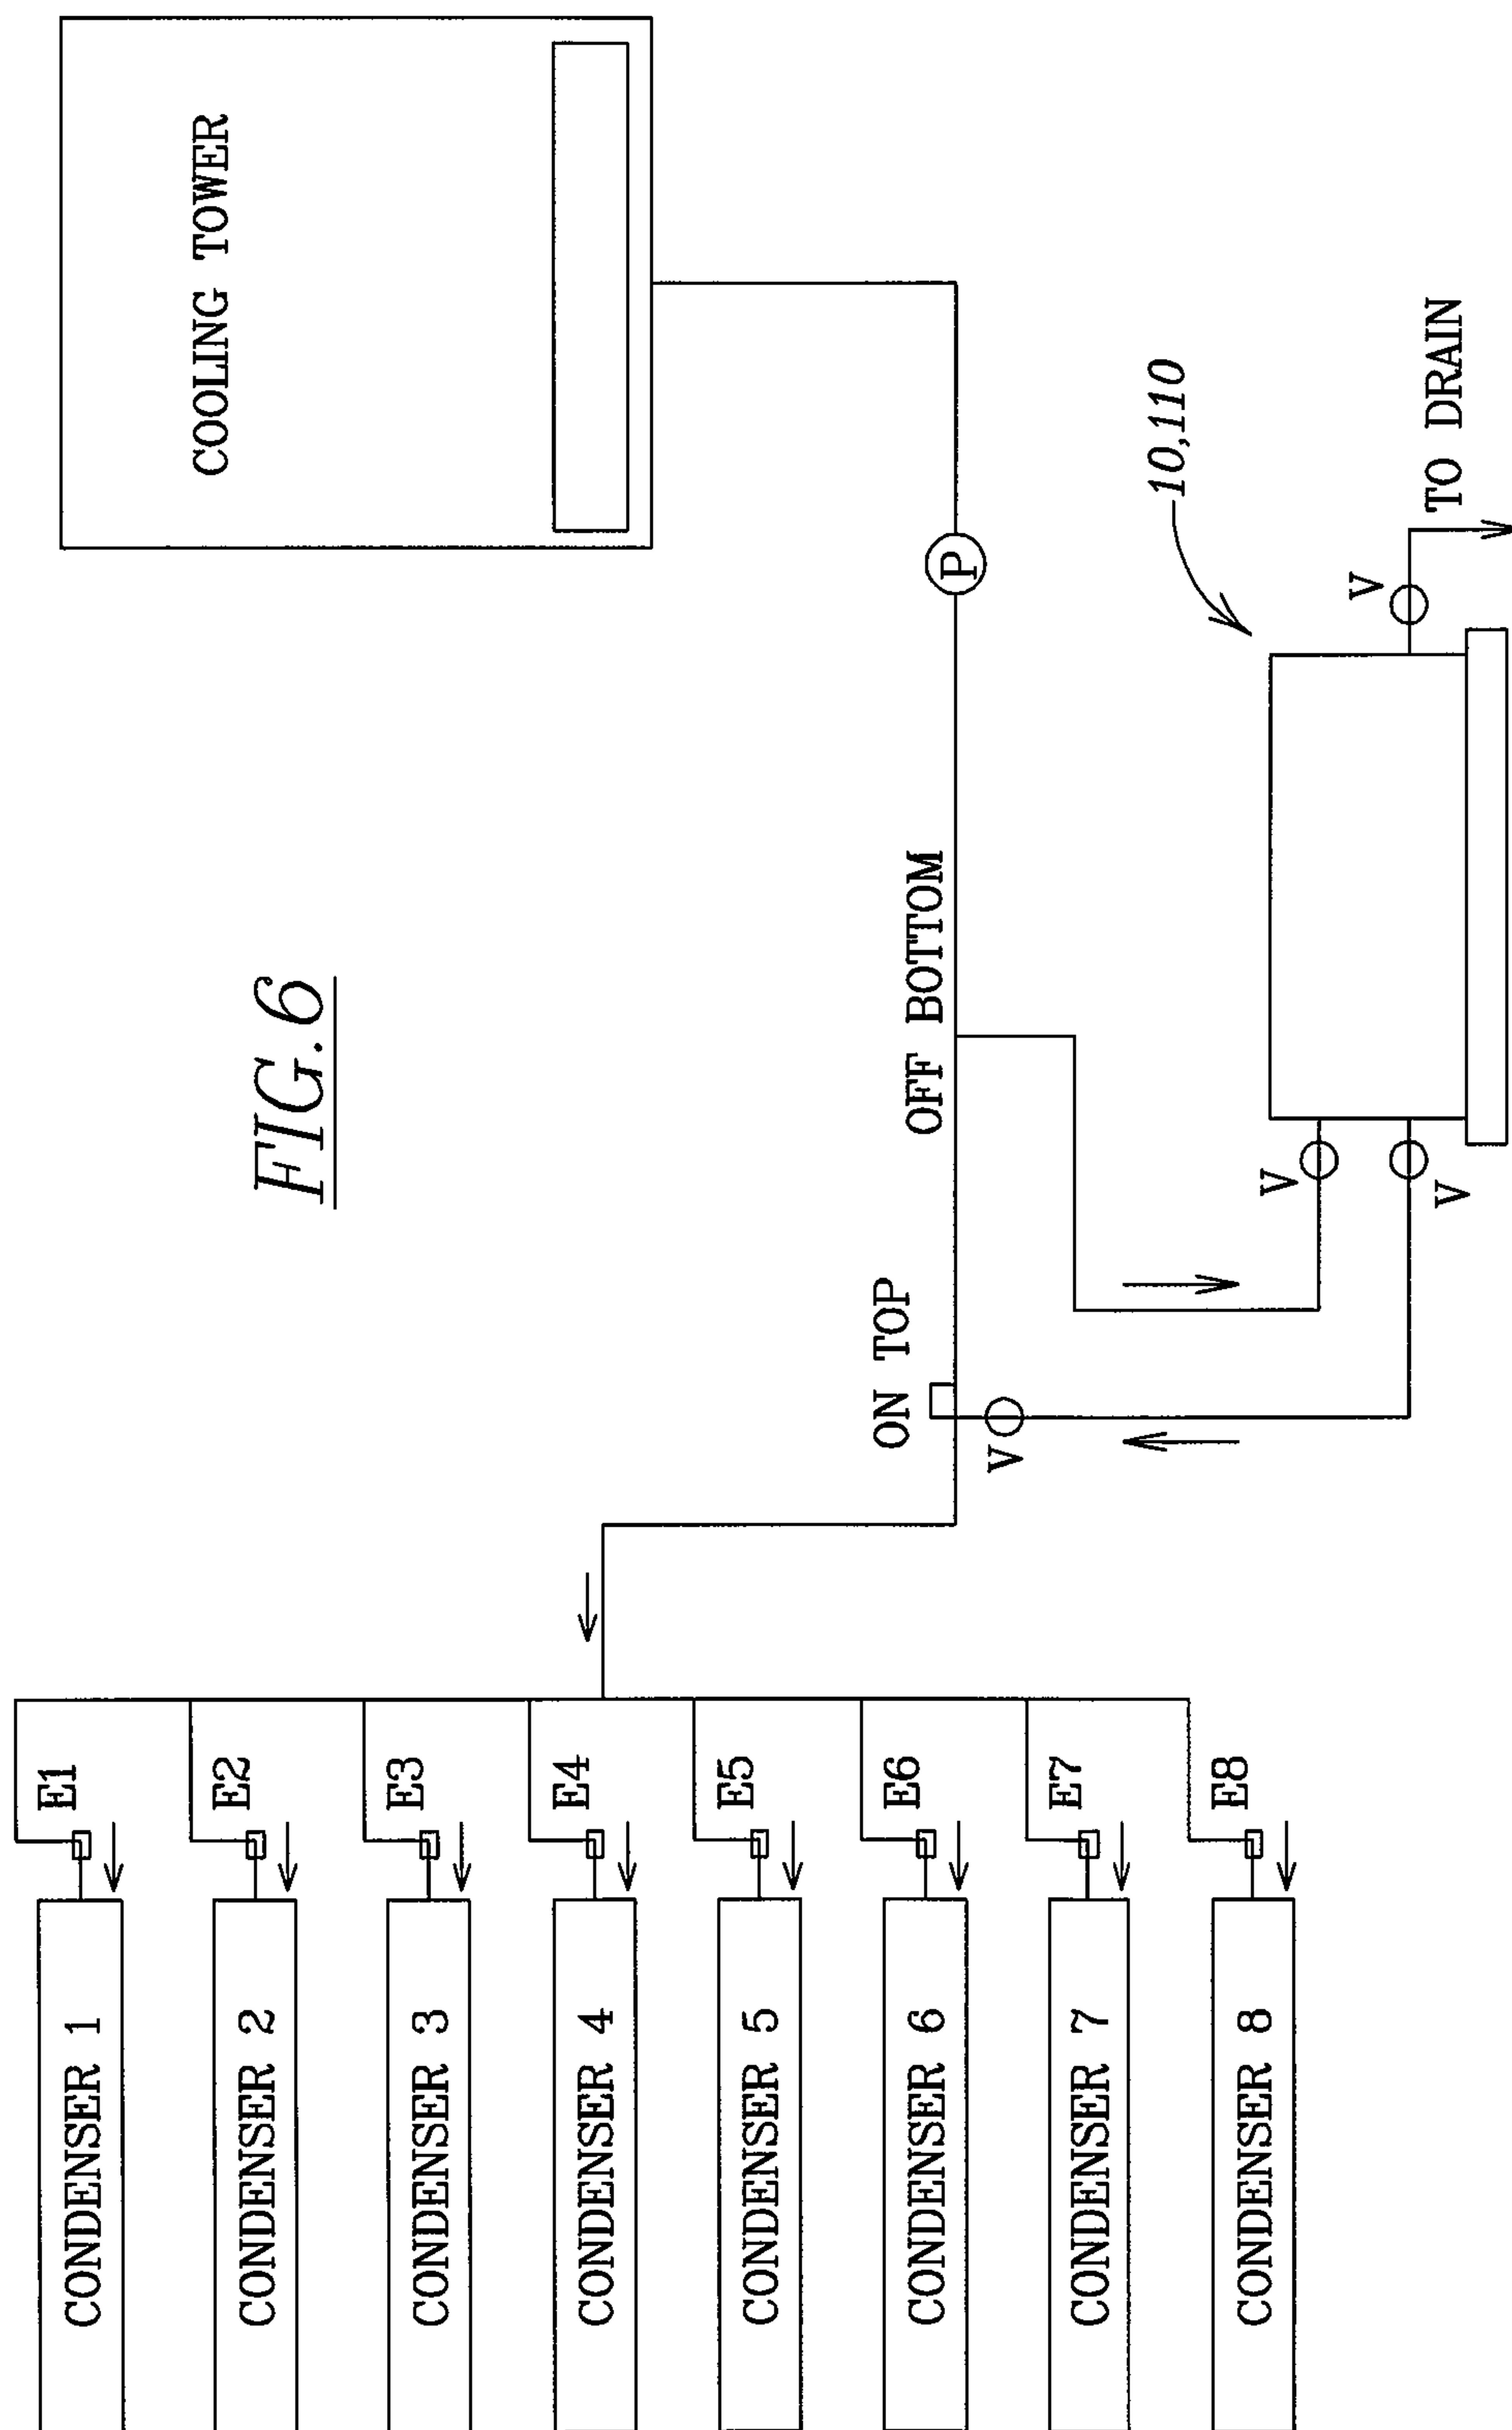 FIG.6
COOLING TOWER
P
OFF BOTTOM
ON TOP
V
V
V
V
10,110
TO DRAIN
E1
CONDENSER 1
E2
CONDENSER 2
E3
CONDENSER 3
E4
CONDENSER 4
E5
CONDENSER 5
E6
CONDENSER 6
E7
CONDENSER 7
E8
CONDENSER 8